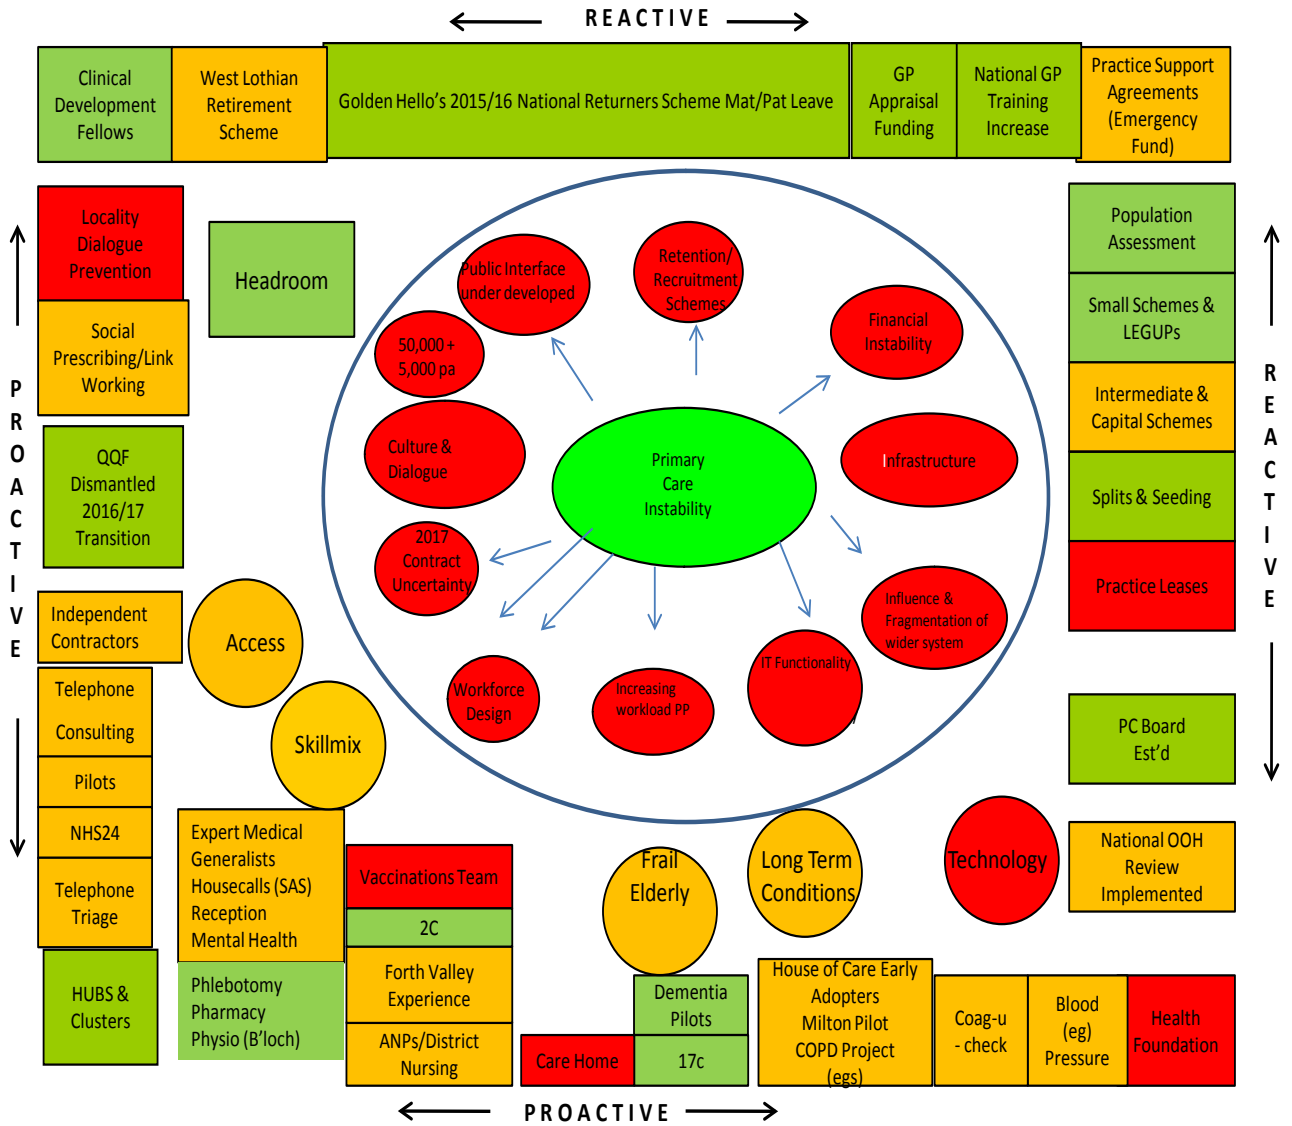 REACTIVE
Clinical
Development
Fellows
West Lothian
Retirement
Scheme
Golden Hello's 2015/16 National Returners Scheme Mat/Pat Leave
GP
Appraisal
Funding
National GP
Training
Increase
Practice Support
Agreements
(Emergency
Fund)
PROACTIVE
Locality
Dialogue
Prevention
Social
Prescribing/Link
Working
Headroom
QQF
Dismantled
2016/17
Transition
Independent
Contractors
Access
Telephone
Consulting
Pilots
NHS24
Telephone
Triage
HUBS &
Clusters
Skillmix
Public Interface
under developed
Retention/
Recruitment
Schemes
Financial
Instability
50,000 +
5,000 pa
Culture &
Dialogue
Primary
Care
Instability
Infrastructure
2017
Contract
Uncertainty
Influence &
Fragmentation of
wider system
Workforce
Design
Increasing
workload PP
IT Functionality
/
Population
Assessment
Small Schemes &
LEGUPs
Intermediate &
Capital Schemes
Splits & Seeding
Practice Leases
REACTIVE
PC Board
Est'd
National OOH
Review
Implemented
Expert Medical
Generalists
Housecalls (SAS)
Reception
Mental Health
Phlebotomy
Pharmacy
Physio (B'loch)
Vaccinations Team
2C
Forth Valley
Experience
ANPs/District
Nursing
Frail
Elderly
Dementia
Pilots
Care Home
17c
Long Term
Conditions
House of Care Early
Adopters
Milton Pilot
COPD Project
(egs)
Technology
Coag-u
- check
Blood
(eg)
Pressure
Health
Foundation
PROACTIVE